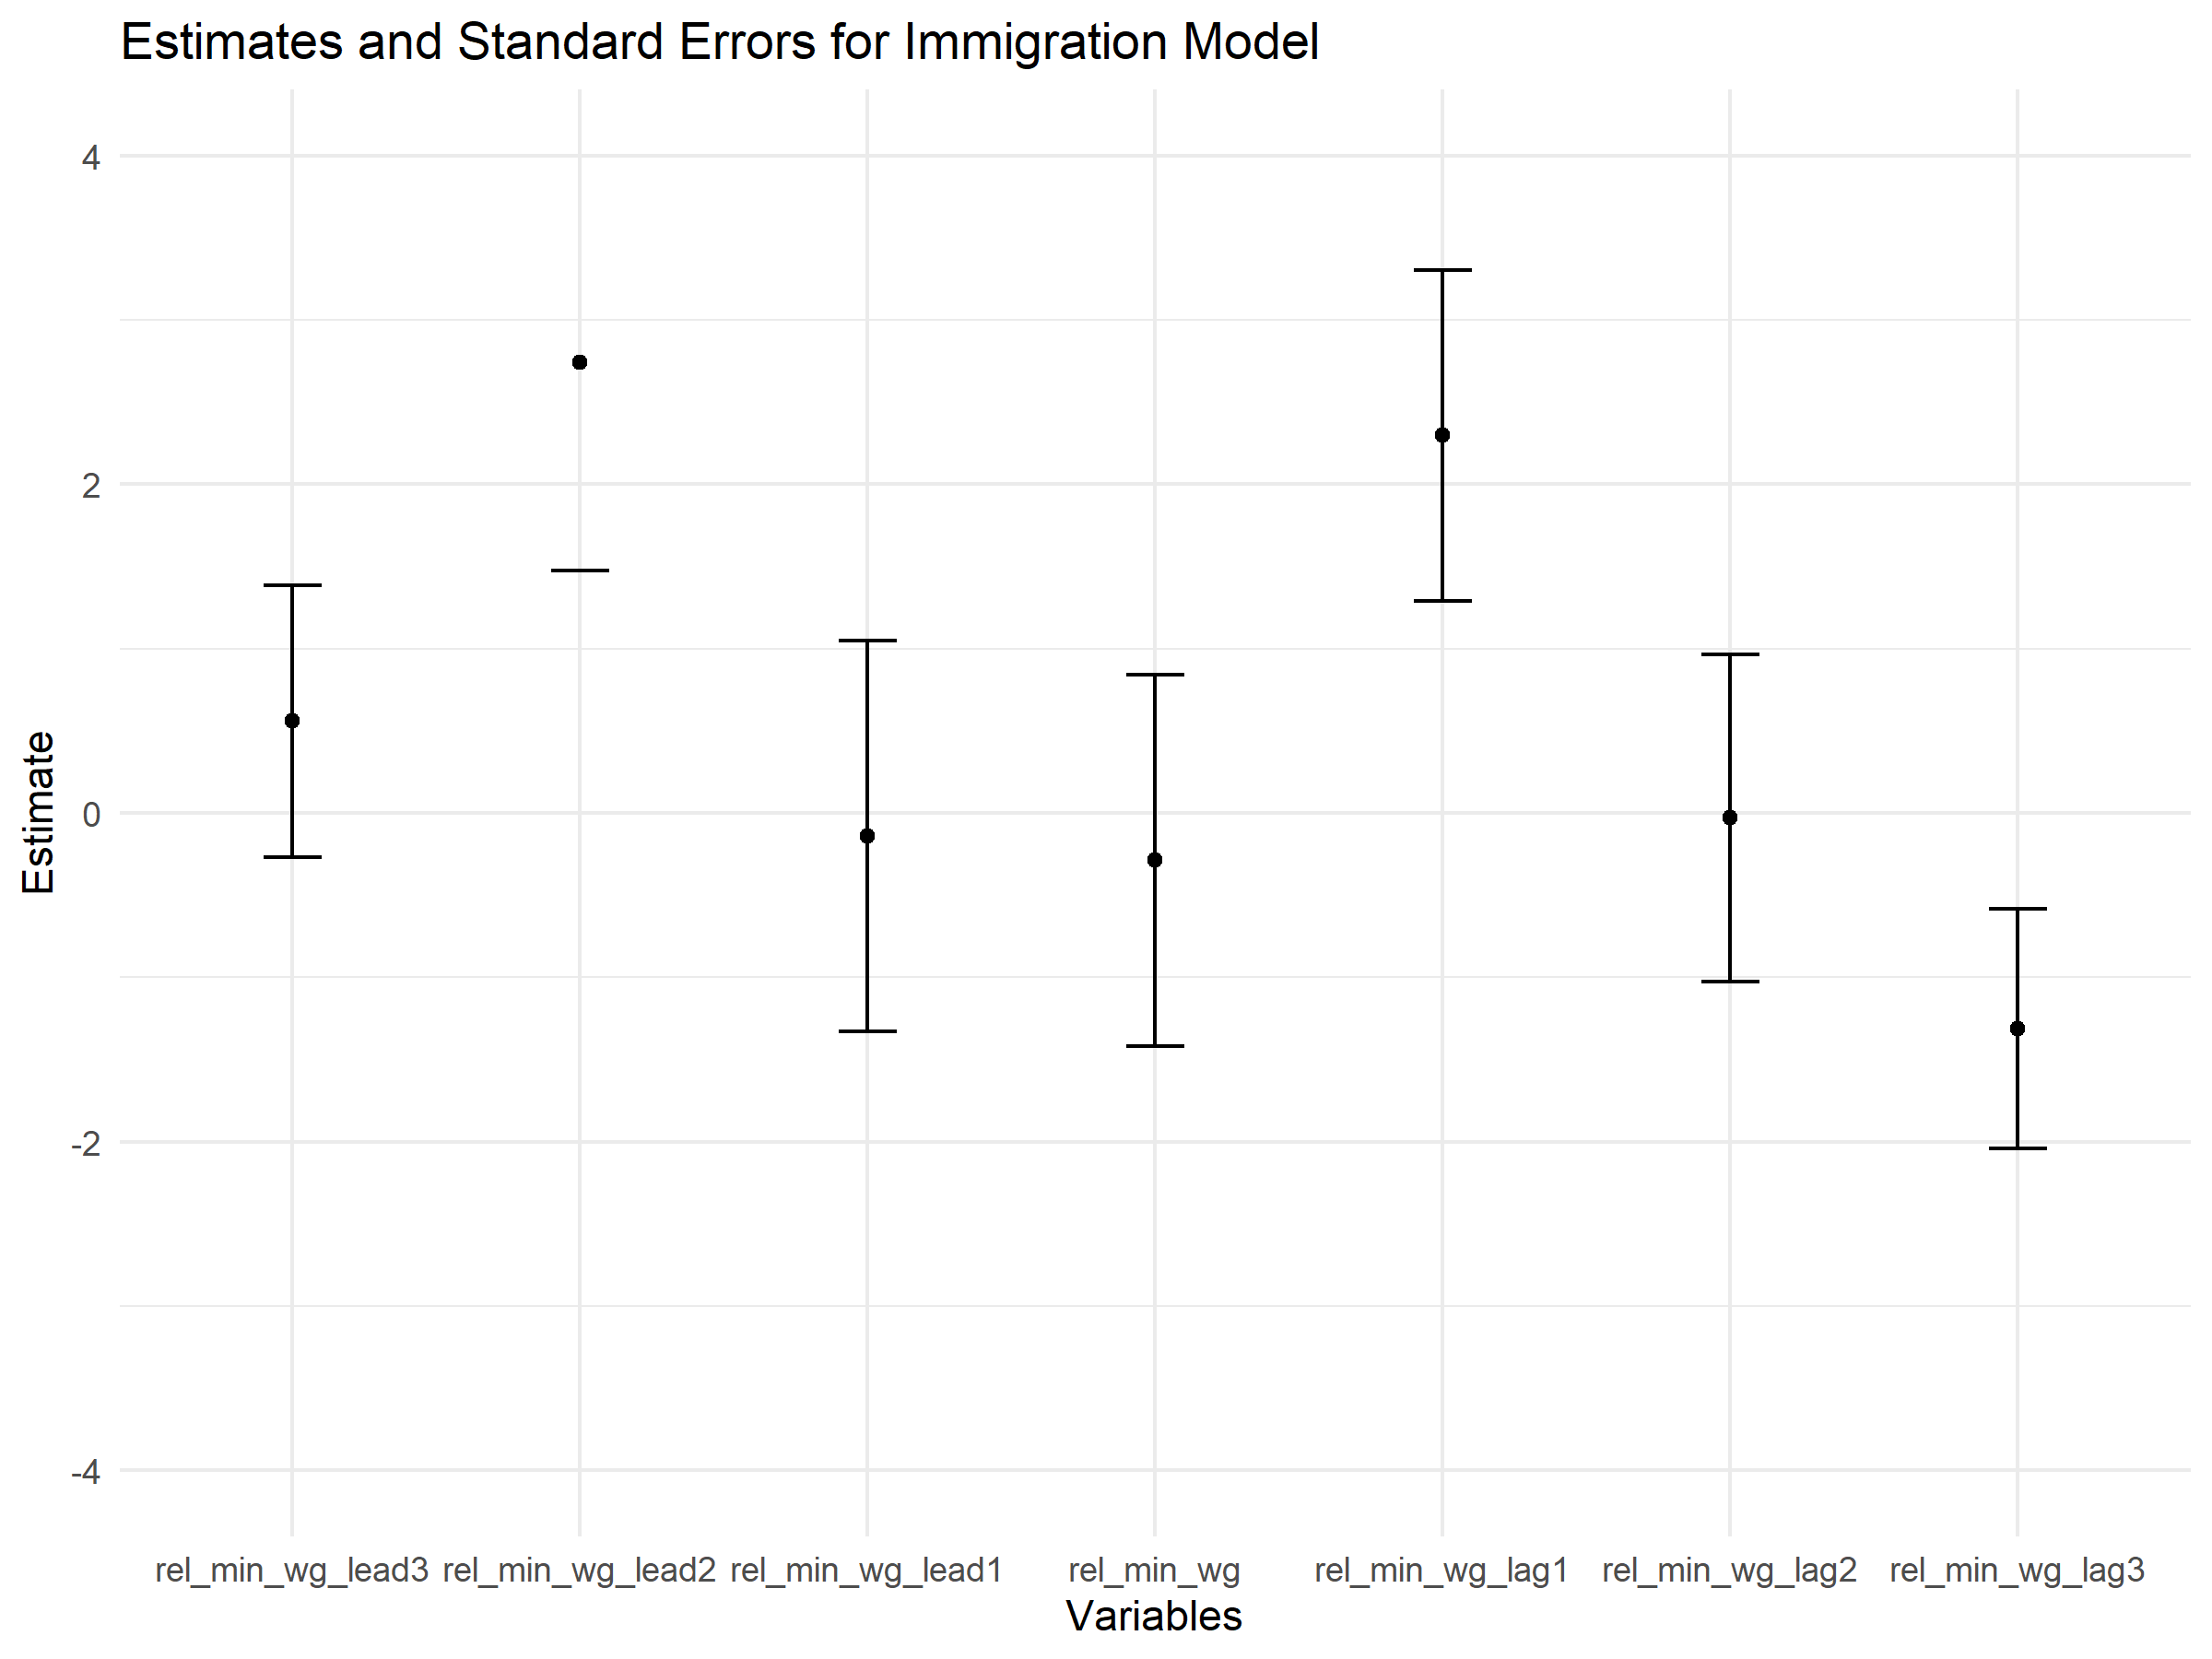 Estimates and Standard Errors for Immigration Model
4
2
0
-2
-4
Estimate
rel_min_wg_lead3 rel_min_wg_lead2 rel_min_wg_lead1 rel_min_wg rel_min_wg_lag1 rel_min_wg_lag2 rel_min_wg_lag3
Variables